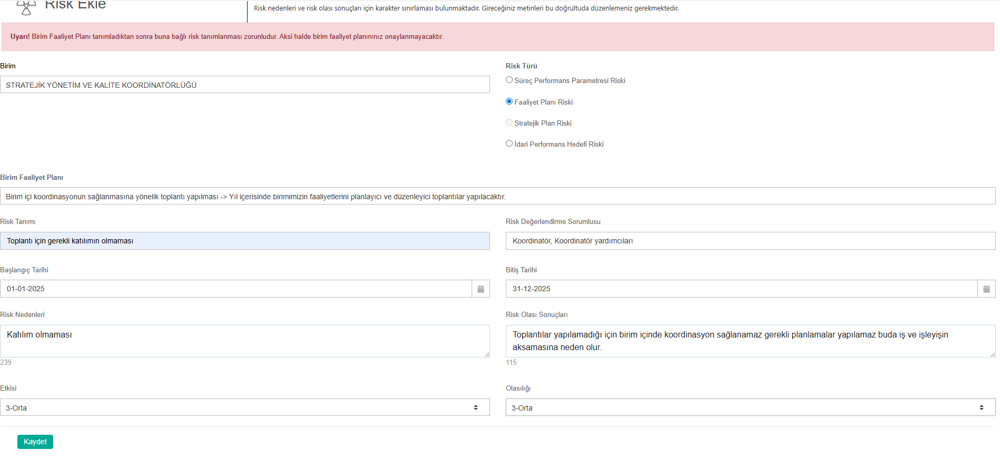 Risk Ekle
Risk nedenleri ve risk olası sonuçları için karakter sınırlaması bulunmaktadır. Gireceğiniz metinleri bu doğrultuda düzenlemeniz gerekmektedir.
Uyarı! Birim Faaliyet Planı tanımladıktan sonra buna bağlı risk tanımlanması zorunludur. Aksi halde birim faaliyet planınınız onaylanmayacaktır.
Birim
STRATEJİK YÖNETİM VE KALİTE KOORDİNATÖRLÜĞÜ
Risk Türü
Süreç Performans Parametresi Riski
Faaliyet Planı Riski
Stratejik Plan Riski
İdari Performans Hedefi Riski
Birim Faaliyet Planı
Birim içi koordinasyonun sağlanmasına yönelik toplantı yapılması -> Yıl içerisinde birimimizin faaliyetlerini planlayıcı ve düzenleyici toplantılar yapılacaktır.
Risk Tanımı
Toplantı için gerekli katılımın olmaması
Risk Değerlendirme Sorumlusu
Koordinatör, Koordinatör yardımcıları
Başlangıç Tarihi
01-01-2025
Bitiş Tarihi
31-12-2025
Risk Nedenleri
Katılım olmaması
239
Risk Olası Sonuçları
Toplantılar yapılamadığı için birim içinde koordinasyon sağlanamaz gerekli planlamalar yapılamaz buda iş ve işleyişin
aksamasına neden olur.
115
Etkisi
3-Orta
Olasılığı
3-Orta
Kaydet